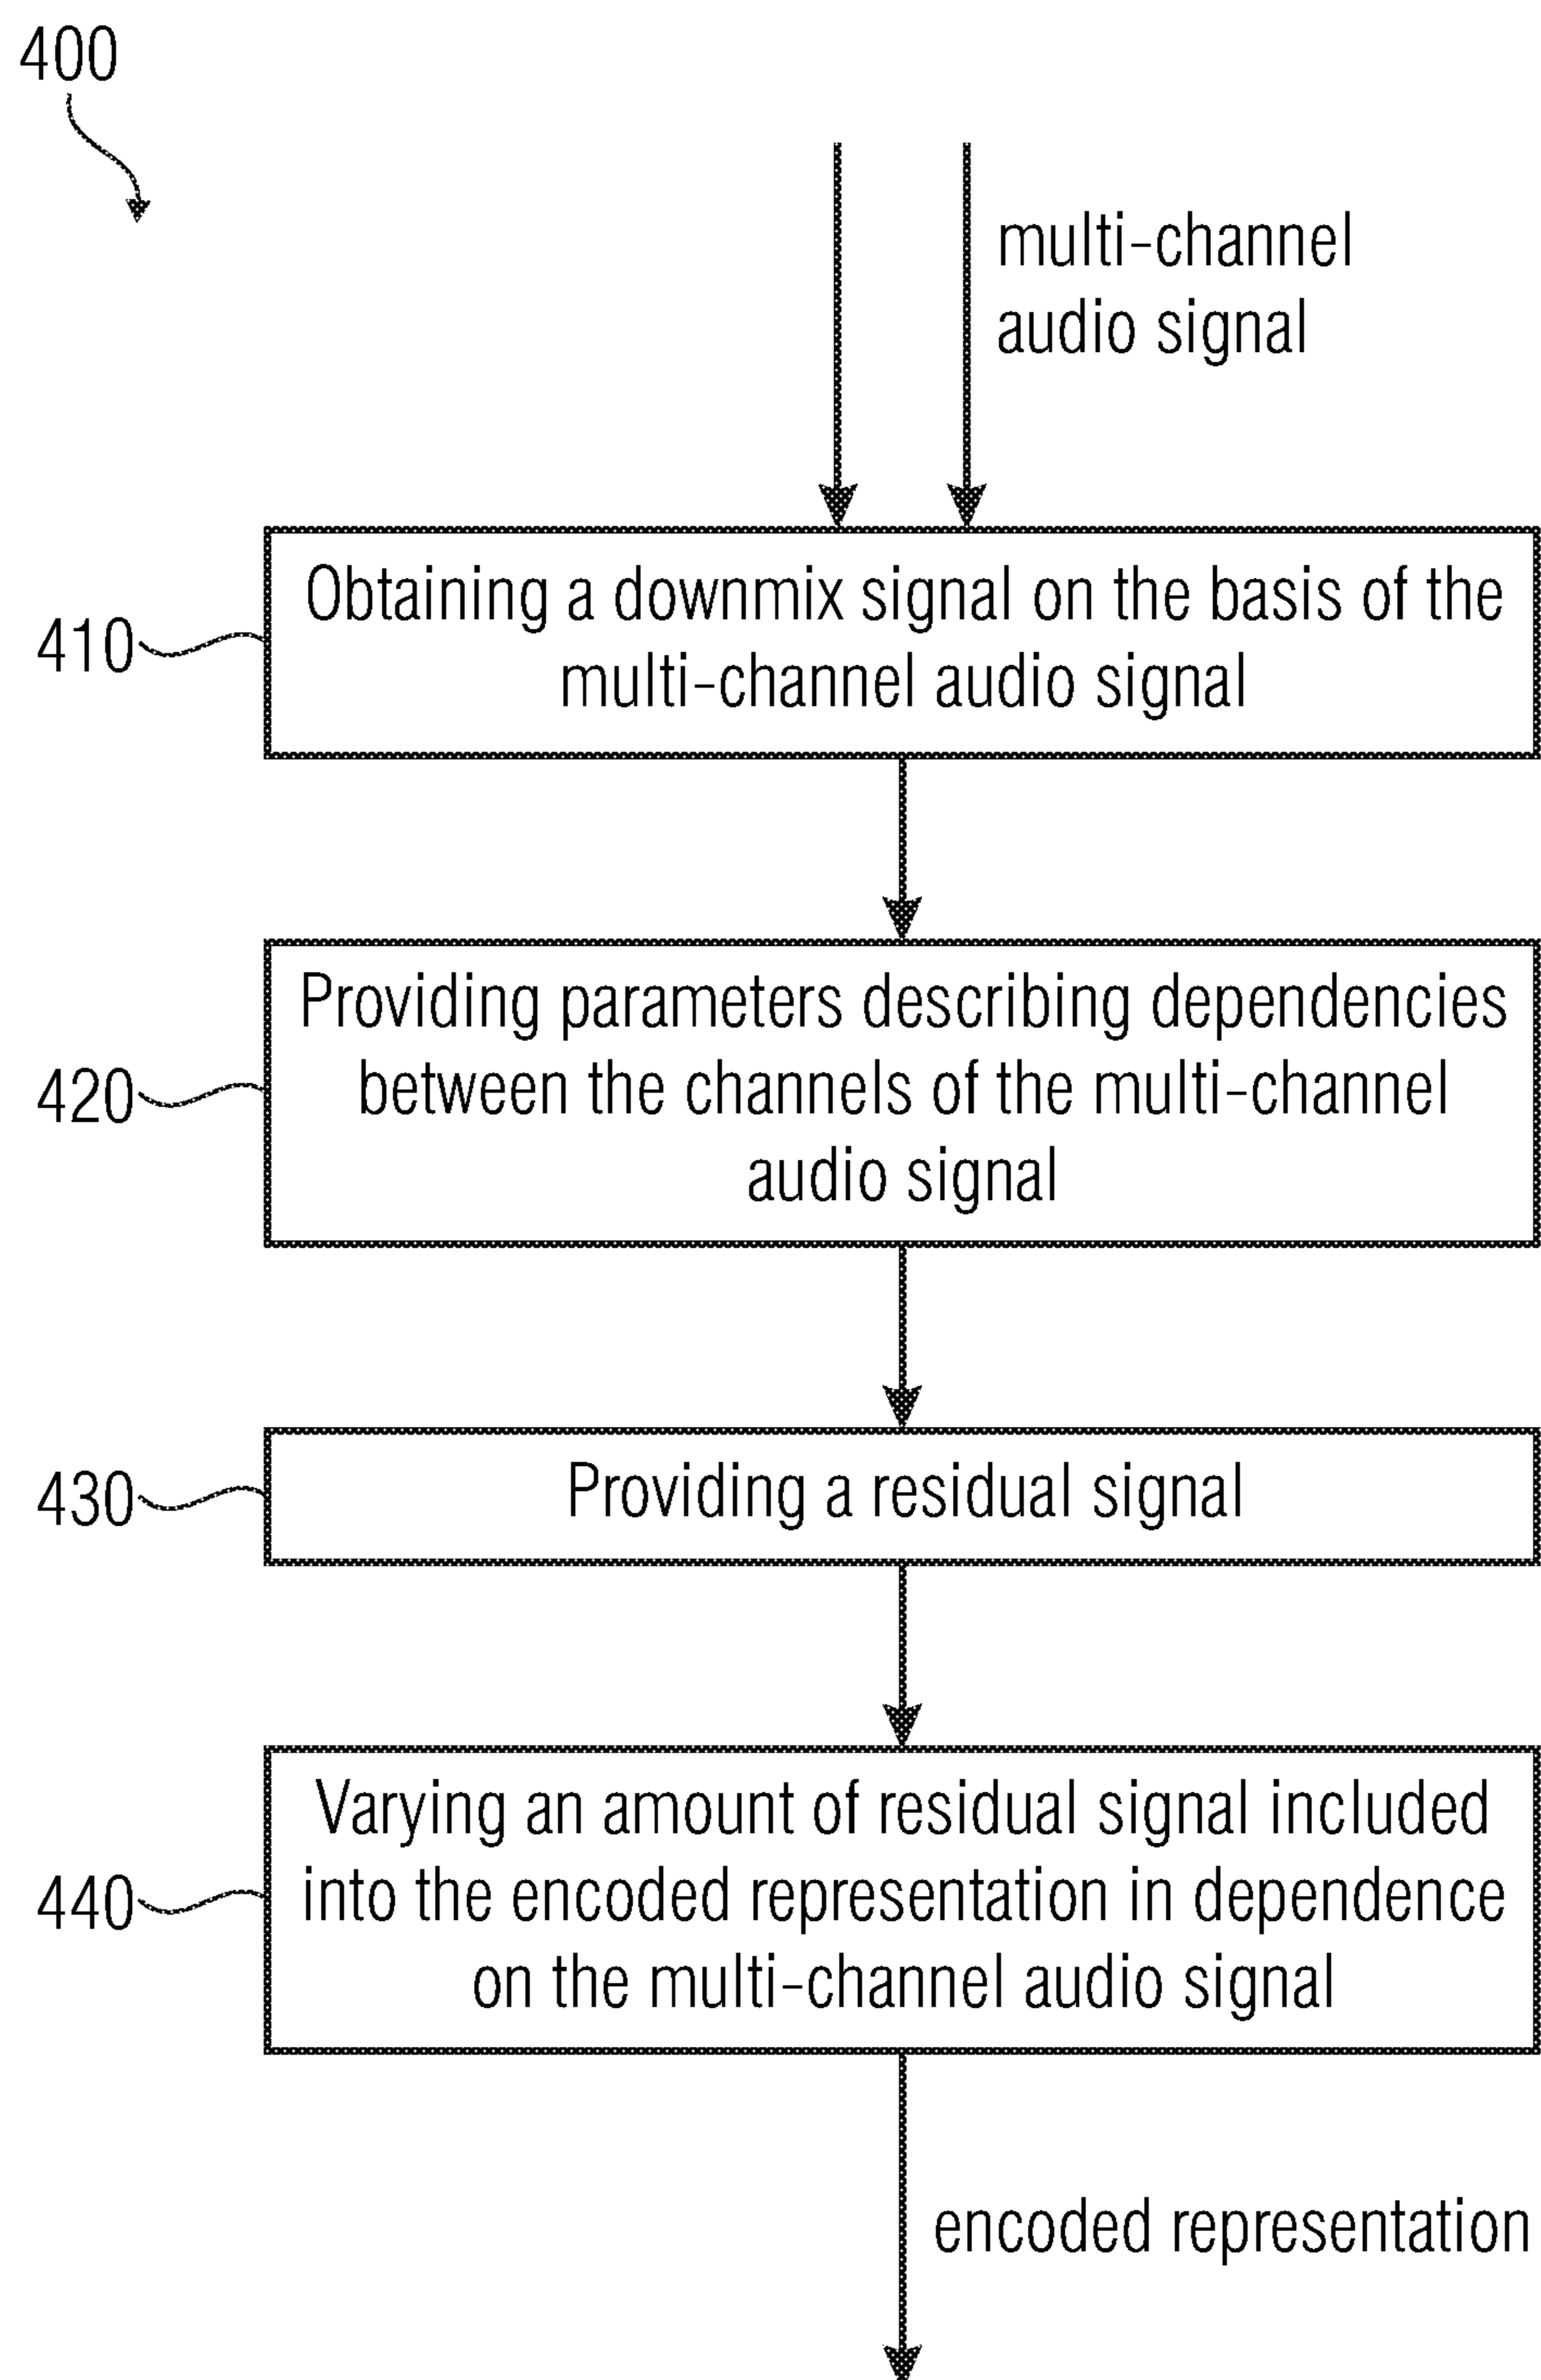 400
multi-channel
audio signal
410
Obtaining a downmix signal on the basis of the
multi-channel audio signal
420
Providing parameters describing dependencies
between the channels of the multi-channel
audio signal
430
Providing a residual signal
440
Varying an amount of residual signal included
into the encoded representation in dependence
on the multi-channel audio signal
encoded representation